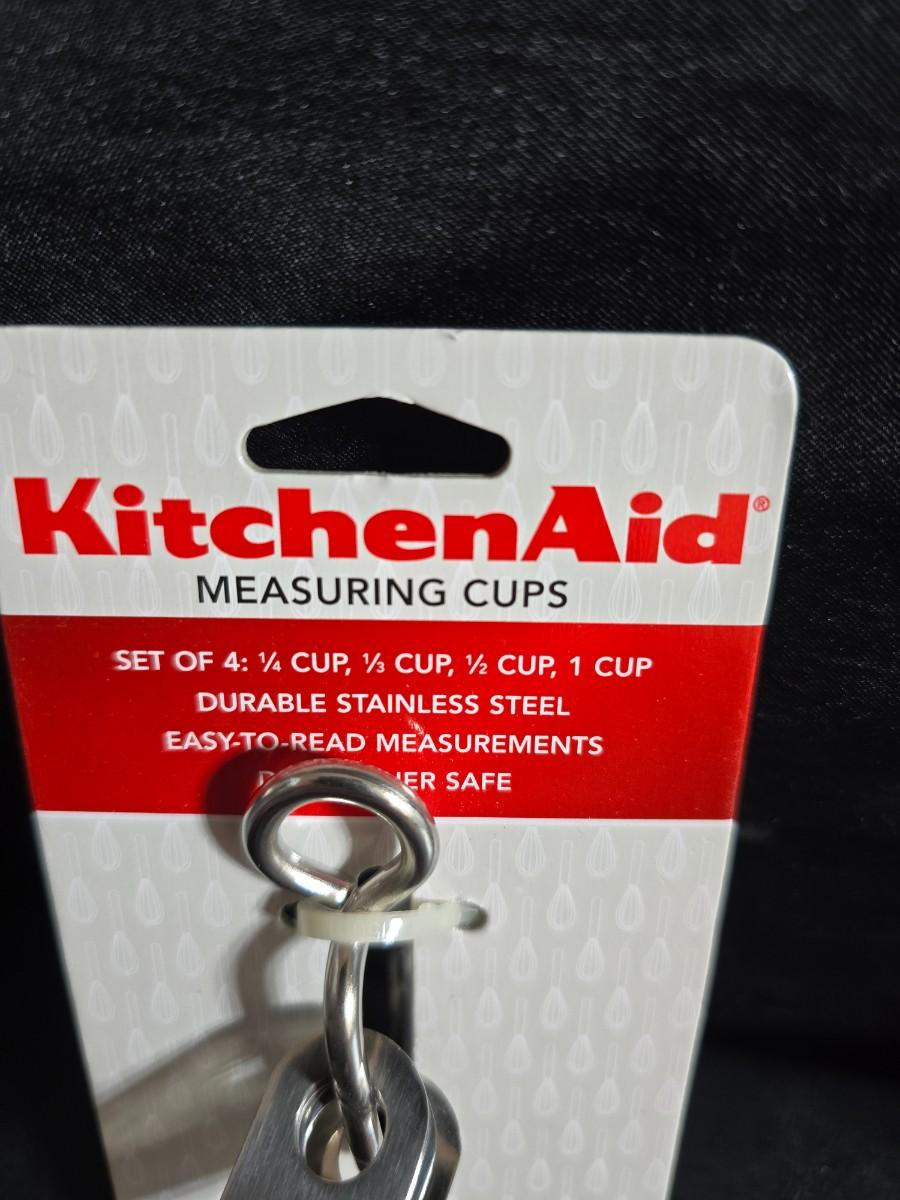 KitchenAid®
MEASURING CUPS
SET OF 4: ¼ CUP, ⅓ CUP, ½ CUP, 1 CUP
DURABLE STAINLESS STEEL
EASY-TO-READ MEASUREMENTS
SAFE